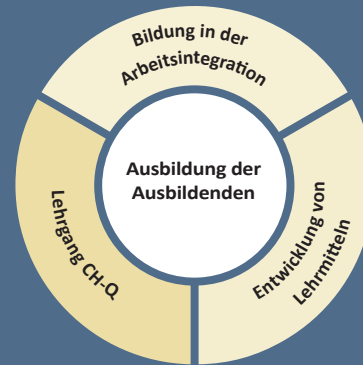 Bildung in der
Arbeitsintegration
Ausbildung der
Ausbildenden
Lehrgang CH-Q
Entwicklung von
Lehrmitteln